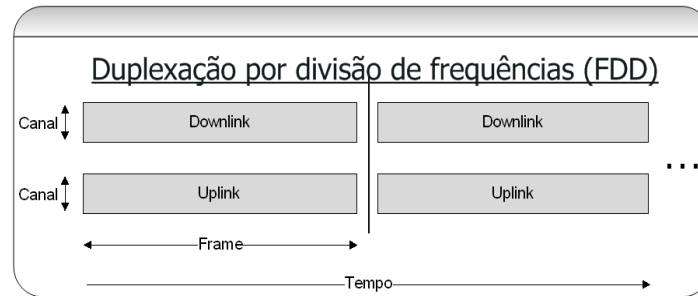 Duplexação por divisão de frequências (FDD)
Canal Downlink Downlink
...
Canal Uplink Uplink
Frame
Tempo